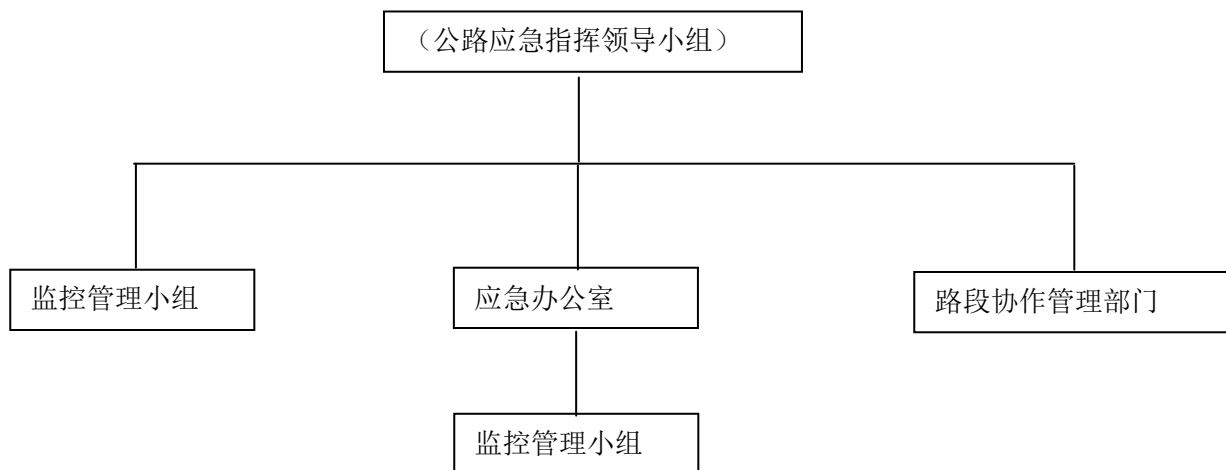 （公路应急指挥领导小组）
监控管理小组
应急办公室
路段协作管理部门
监控管理小组